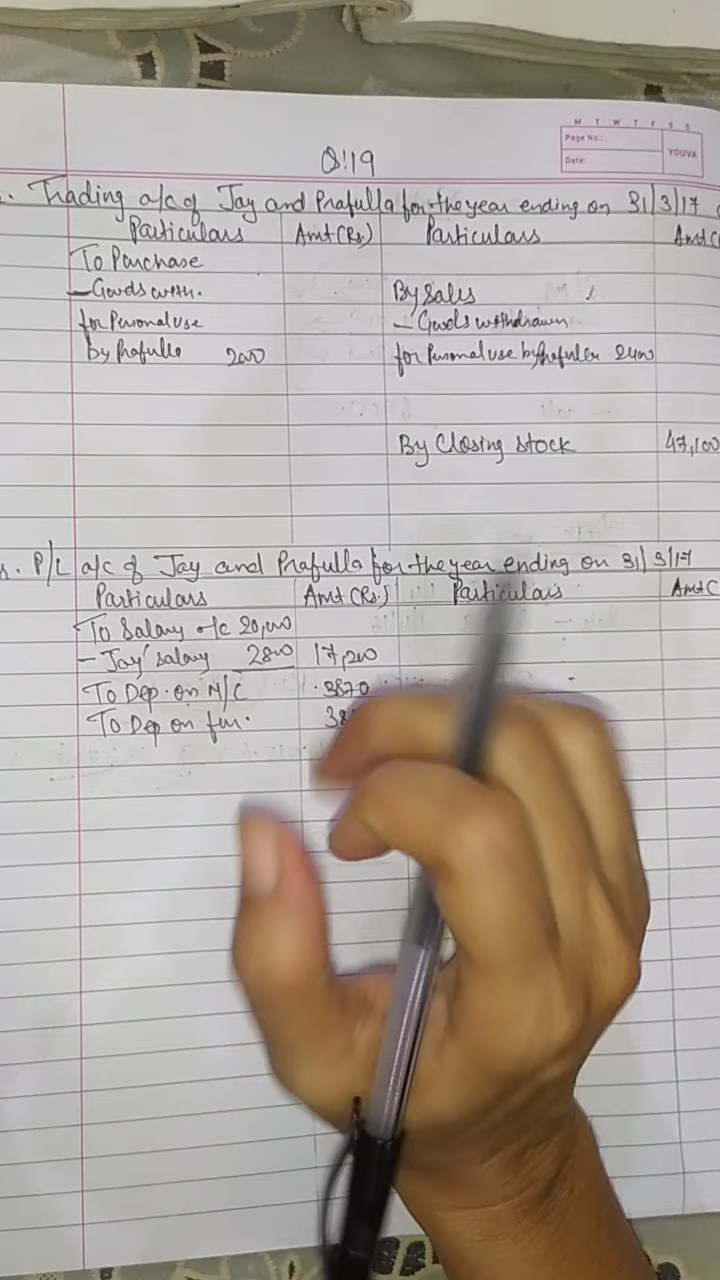 M T W T F S S
Page No.:
Date:
YOUVA
Q:19
Trading a/c of Jay and Prafulla for the year ending on 31/3/17
Particulars Amt (Rs.) Particulars Amt (
To Purchase
– Goods with. By Sales
for Personal Use – Goods withdrawn
by Prafulla 200 for Personal use by 2400
By Closing Stock 47,100
P/L a/c of Jay and Prafulla for the year ending on 31/3/17
Particulars Amt (Rs.) Particulars Amt (
To Salary 20,000
– Jay' salary 2800 17,200
To Dep. on M/C 3870
To Dep on fur.